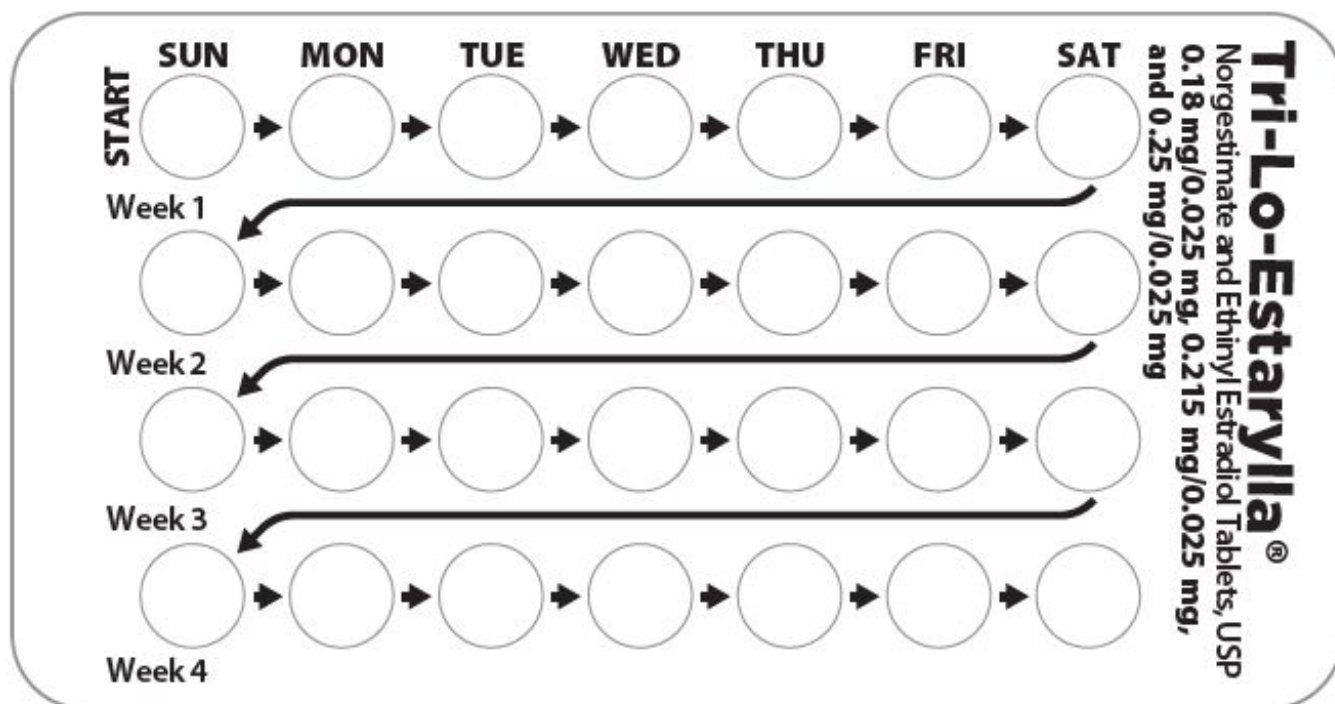 SUN MON TUE WED THU FRI SAT
START
Week 1
Week 2
Week 3
Week 4
Tri-Lo-Estarylla®
Norgestimate and Ethinyl Estradiol Tablets, USP
0.18 mg/0.025 mg, 0.215 mg/0.025 mg,
and 0.25 mg/0.025 mg